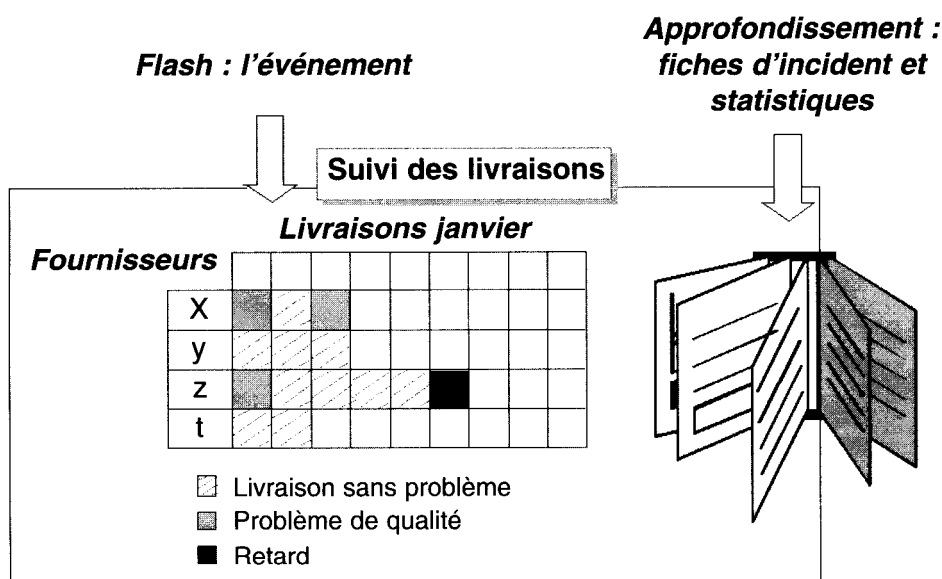 Flash : l'événement
Approfondissement :
fiches d'incident et
statistiques
Suivi des livraisons
Livraisons janvier
Fournisseurs
X
y
z
t
Livraison sans problème
Problème de qualité
Retard